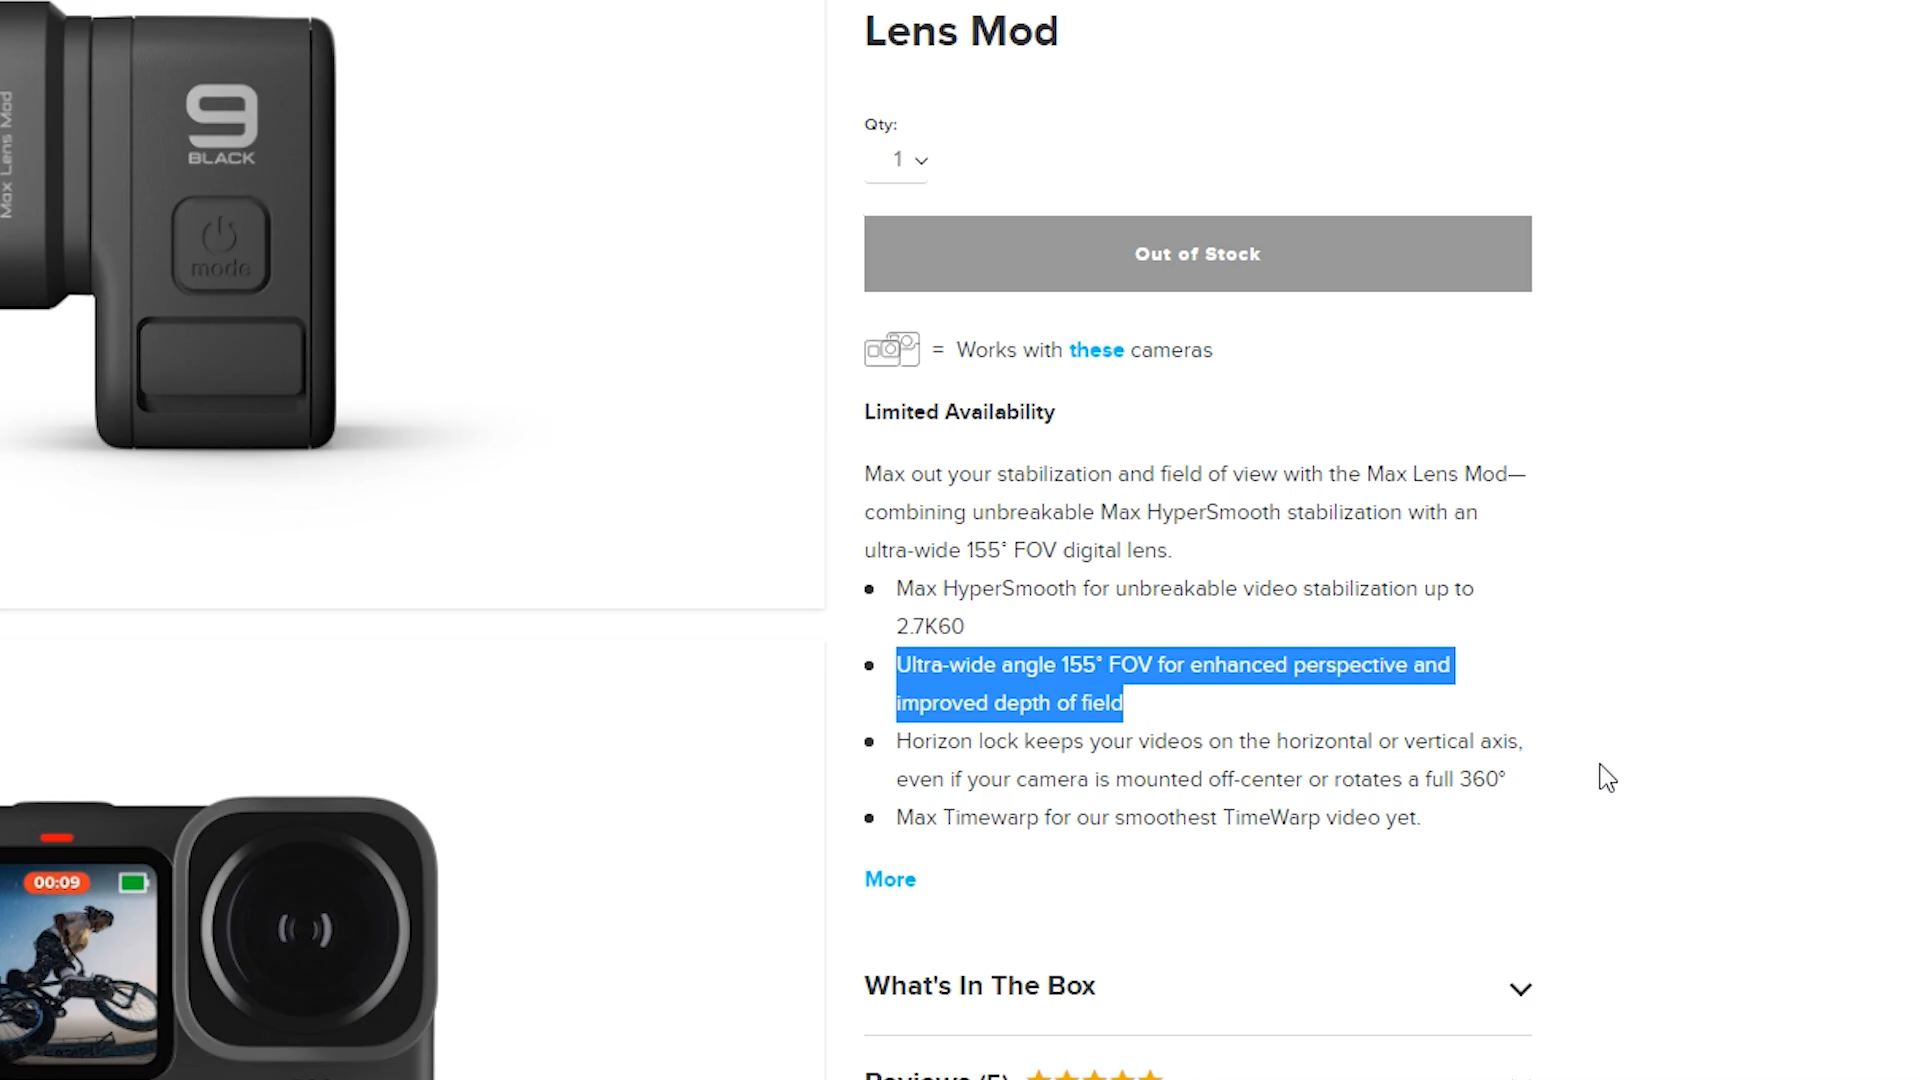 Lens Mod
Max Lens Mod
9
BLACK
mode
Qty:
1
Out of Stock
= Works with these cameras
Limited Availability
Max out your stabilization and field of view with the Max Lens Mod—
combining unbreakable Max HyperSmooth stabilization with an
ultra-wide 155° FOV digital lens.
Max HyperSmooth for unbreakable video stabilization up to
2.7K60
Ultra-wide angle 155° FOV for enhanced perspective and
improved depth of field
Horizon lock keeps your videos on the horizontal or vertical axis,
even if your camera is mounted off-center or rotates a full 360°
Max Timewarp for our smoothest TimeWarp video yet.
More
00:09
What's In The Box
Reviews (5)